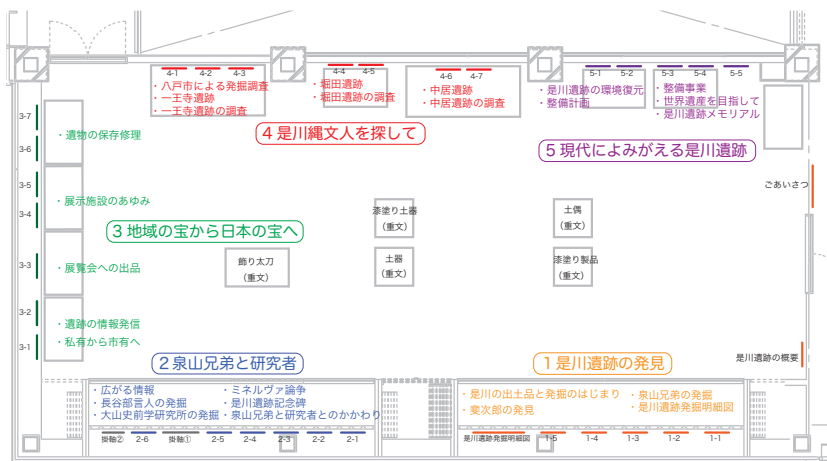 4-1 4-2 4-3 4-4 4-5 4-6 4-7 5-1 5-2 5-3 5-4 5-5
・八戸市による発掘調査
・一王寺遺跡
・一王寺遺跡の調査
・堀田遺跡
・堀田遺跡の調査
・中居遺跡
・中居遺跡の調査
・是川遺跡の環境復元
・整備計画
・整備事業
・世界遺産を目指して
・是川遺跡メモリアル
4 是川縄文人を探して
5 現代によみがえる是川遺跡
3-7
・遺物の保存修理
3-6
3-5
・展示施設のあゆみ
3-4
3-3
・展覧会への出品
3-2
・遺跡の情報発信
・私有から市有へ
3-1
3 地域の宝から日本の宝へ
ごあいさつ
漆塗り土器
(重文)
土偶
(重文)
飾り太刀
(重文)
土器
(重文)
漆塗り製品
(重文)
是川遺跡の概要
2 泉山兄弟と研究者
1 是川遺跡の発見
・広がる情報
・長谷部言人の発掘
・大山史前学研究所の発掘
・ミネルヴァ論争
・是川遺跡記念碑
・泉山兄弟と研究者とのかかわり
・是川の出土品と発掘のはじまり
・斐次郎の発見
・泉山兄弟の発掘
・是川遺跡発掘明細図
掛軸② 2-6 掛軸① 2-5 2-4 2-3 2-2 2-1
是川遺跡発掘明細図 1-5 1-4 1-3 1-2 1-1